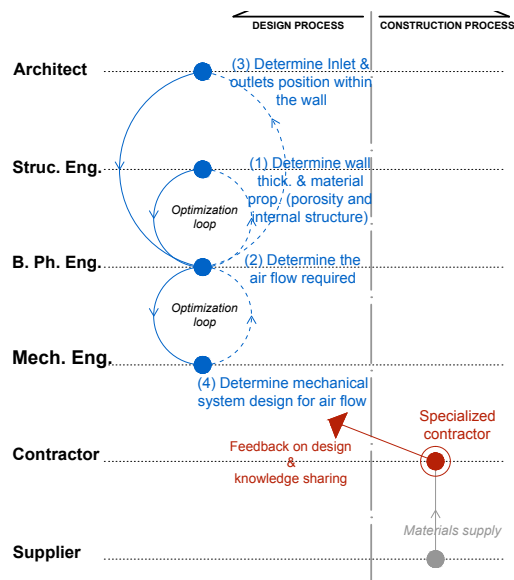 DESIGN PROCESS
CONSTRUCTION PROCESS
Architect
(3) Determine Inlet &
outlets position within
the wall
Struc. Eng.
(1) Determine wall
thick. & material
prop. (porosity and
internal structure)
Optimization
loop
B. Ph. Eng.
(2) Determine the
air flow required
Optimization
loop
Mech. Eng.
(4) Determine mechanical
system design for air flow
Specialized
contractor
Contractor
Feedback on design
&
knowledge sharing
Materials supply
Supplier